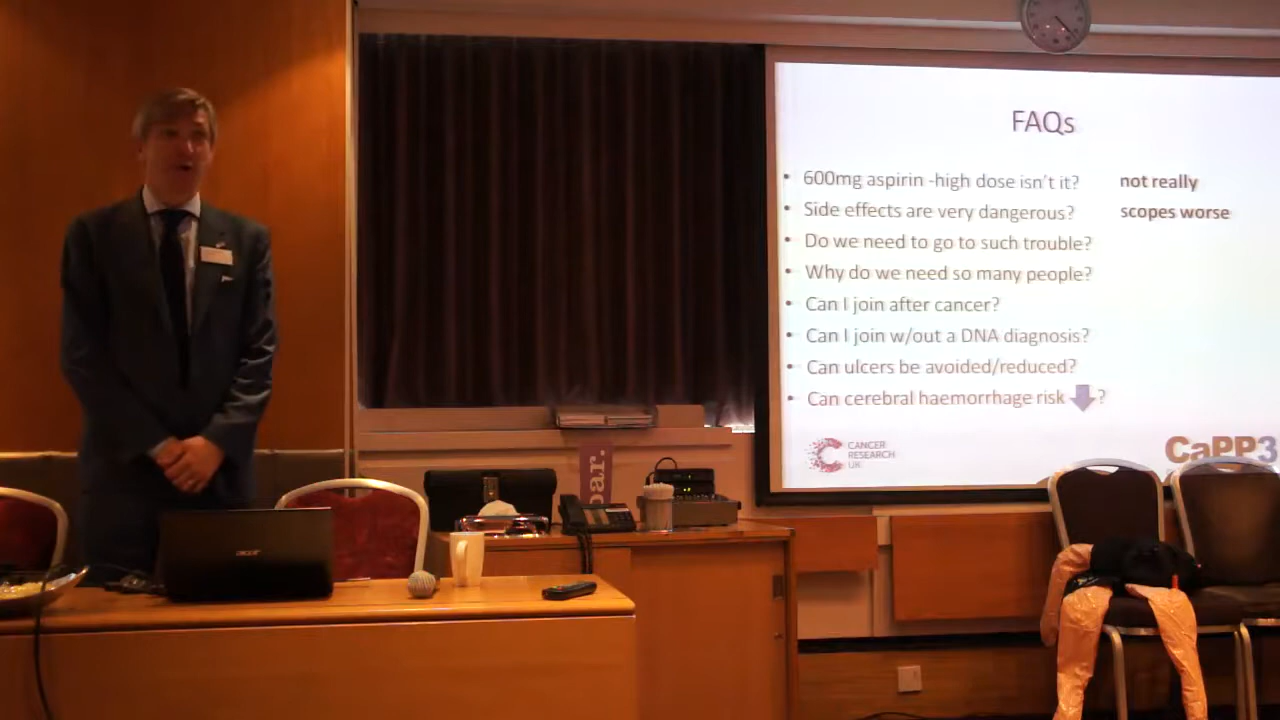 FAQs
• 600mg aspirin -high dose isn't it? not really
• Side effects are very dangerous? scopes worse
• Do we need to go to such trouble?
• Why do we need so many people?
• Can I join after cancer?
• Can I join w/out a DNA diagnosis?
• Can ulcers be avoided/reduced?
• Can cerebral haemorrhage risk ?
CANCER
RESEARCH
UK
CaPP3
bar.
acer